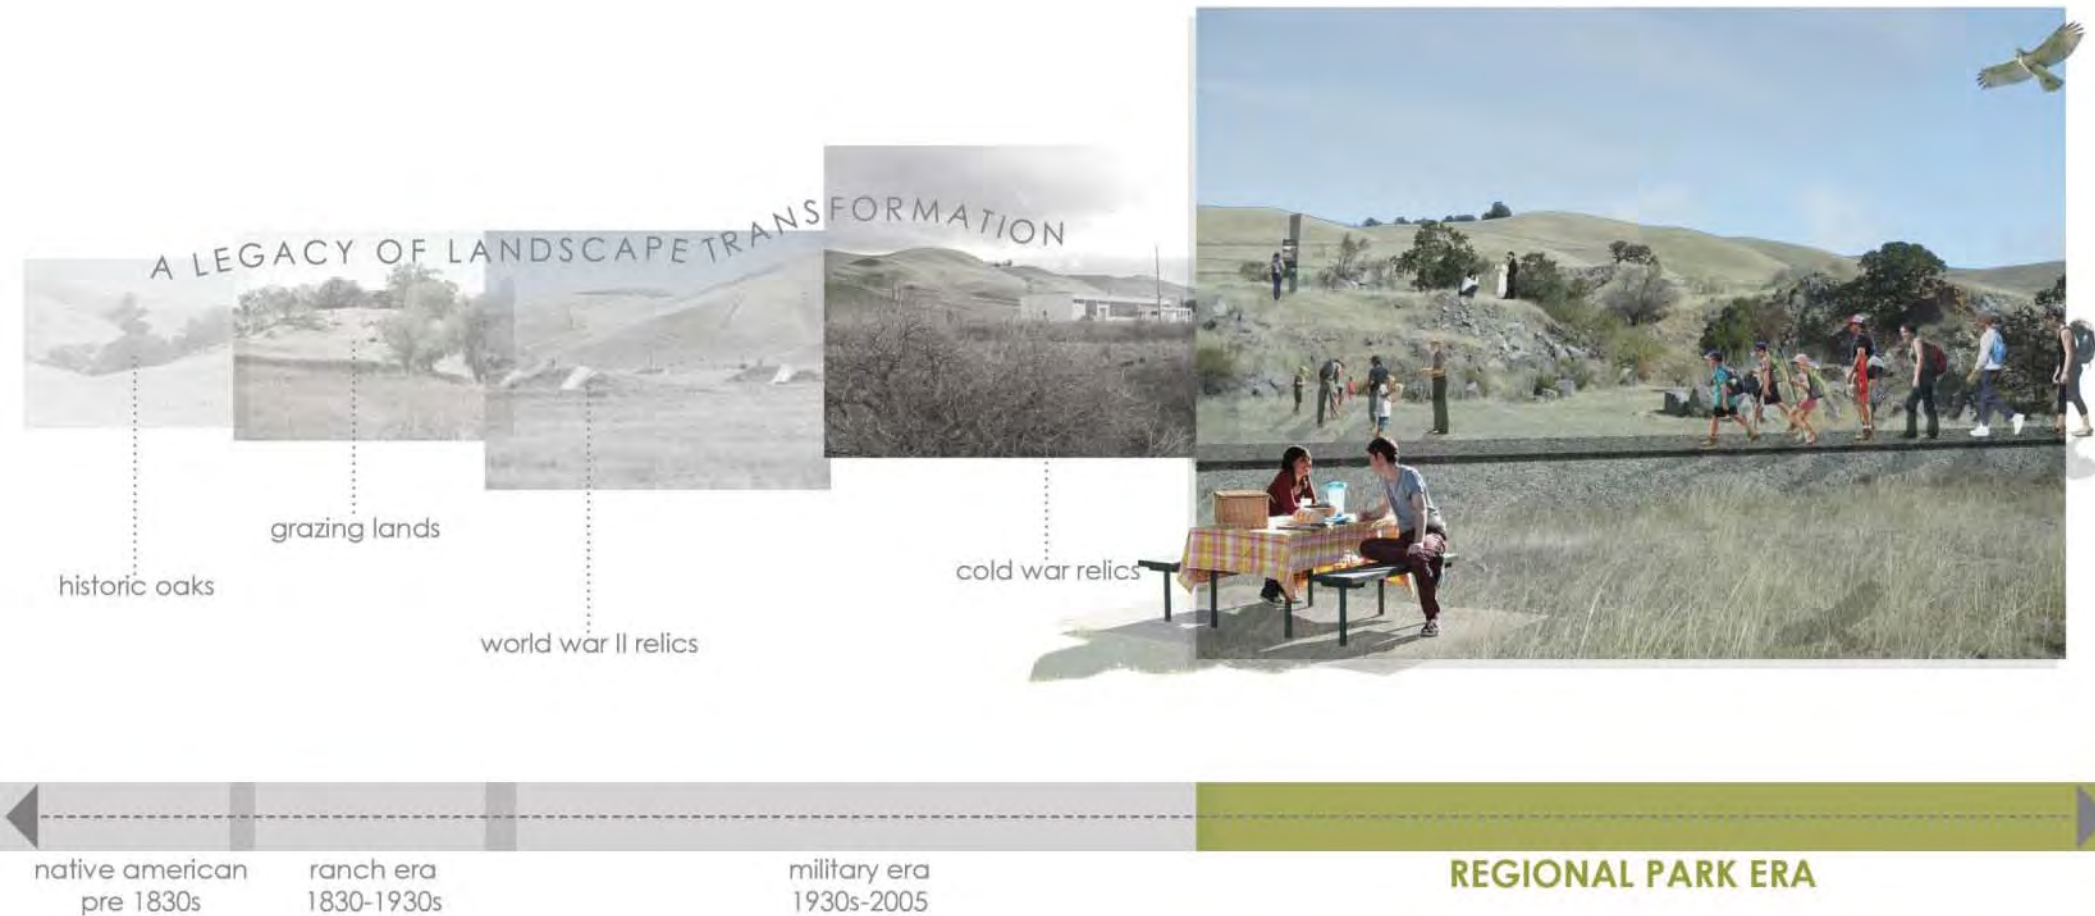 A LEGACY OF LANDSCAPE TRANSFORMATION
historic oaks
grazing lands
world war II relics
cold war relics
native american
pre 1830s
ranch era
1830-1930s
military era
1930s-2005
REGIONAL PARK ERA